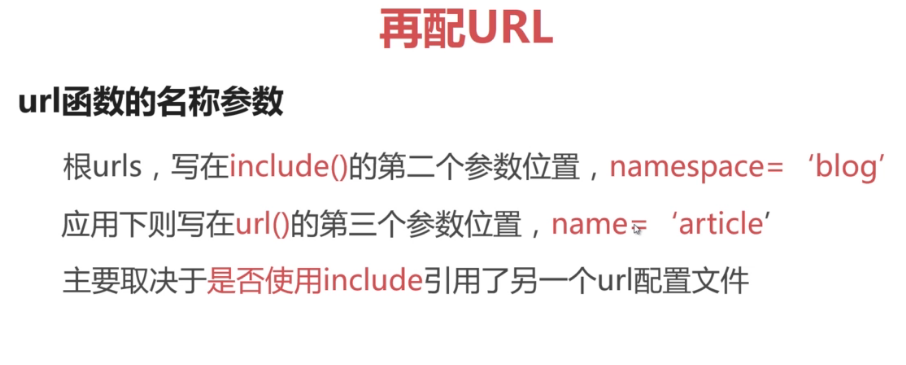 再配URL
url函数的名称参数
根urls，写在include()的第二个参数位置，namespace=‘blog’
应用下则写在url()的第三个参数位置，name=‘article’
主要取决于是否使用include引用了另一个url配置文件